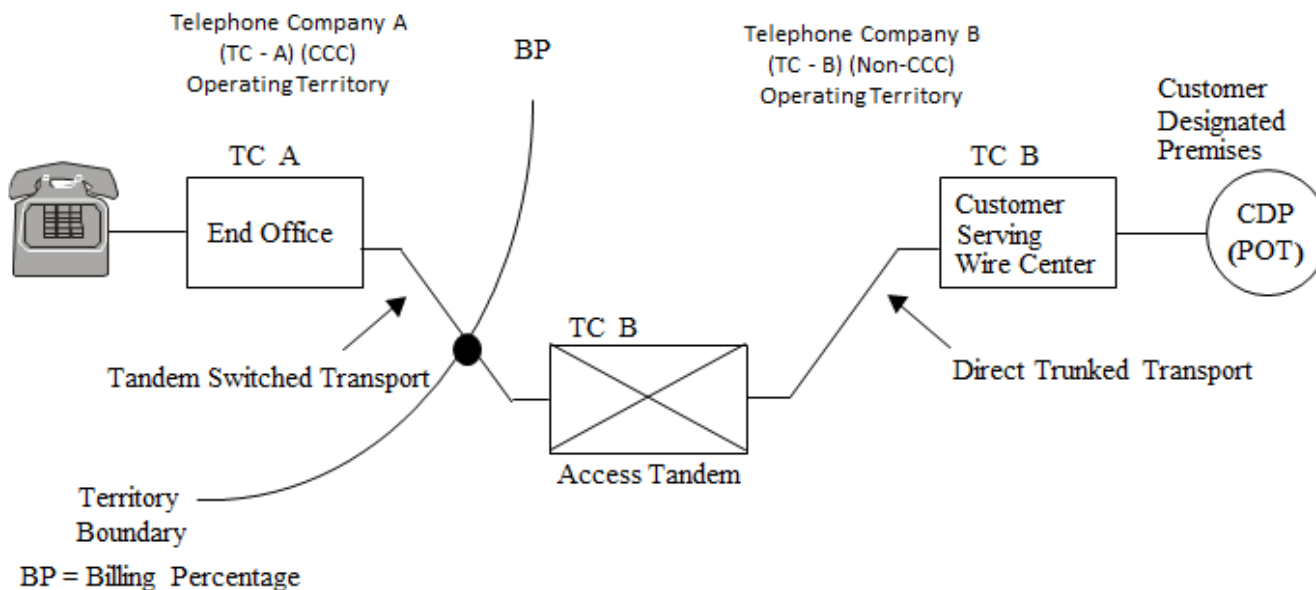 Telephone Company A
(TC - A) (CCC)
Operating Territory
BP
Telephone Company B
(TC - B) (Non-CCC)
Operating Territory
Customer
Designated
Premises
TC A
End Office
TC B
Customer
Serving
Wire Center
CDP
(POT)
Tandem Switched Transport
TC B
Access Tandem
Direct Trunked Transport
Territory
Boundary
BP = Billing Percentage